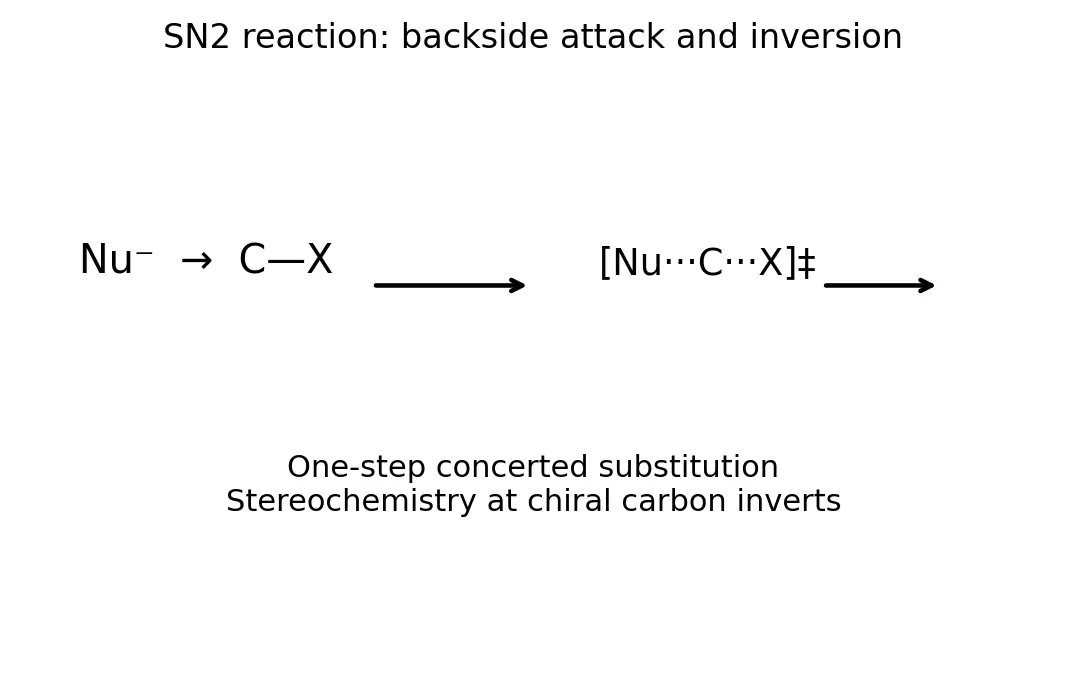 SN2 reaction: backside attack and inversion
Nu⁻ → C—X
[Nu···C···X]‡
One-step concerted substitution
Stereochemistry at chiral carbon inverts